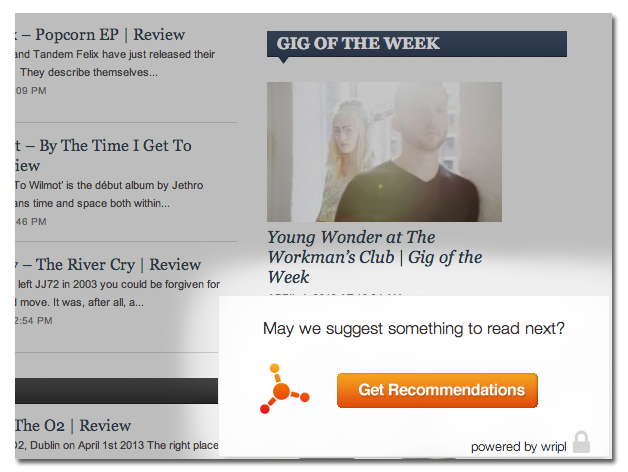 – Popcorn EP | Review
and Tandem Felix have just released their
They describe themselves...
09 PM
t – By The Time I Get To
iew
To Wilmot' is the début album by Jethro
ans time and space both within...
46 PM
– The River Cry | Review
left JJ72 in 2003 you could be forgiven for
d move. It was, after all, a...
2:54 PM
The O2 | Review
O2, Dublin on April 1st 2013 The right place
GIG OF THE WEEK
Young Wonder at The
Workman's Club | Gig of the
Week
May we suggest something to read next?
Get Recommendations
powered by wripl